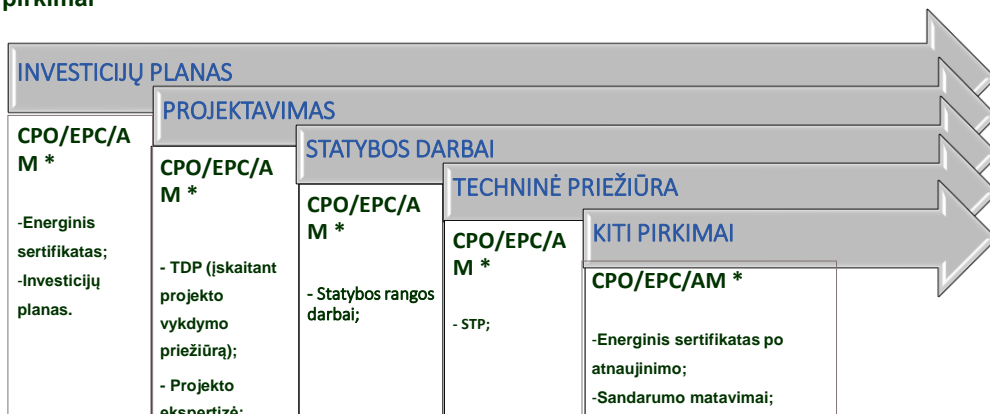 pirkimai
INVESTICIJŲ PLANAS
CPO/EPC/A
M *
-Energinis
sertifikatas;
-Investicijų
planas.
PROJEKTAVIMAS
CPO/EPC/A
M *
- TDP (įskaitant
projekto
vykdymo
priežiūrą);
- Projekto
ekspertizė;
STATYBOS DARBAI
CPO/EPC/A
M *
- Statybos rangos
darbai;
TECHNINĖ PRIEŽIŪRA
CPO/EPC/A
M *
- STP;
KITI PIRKIMAI
CPO/EPC/AM *
-Energinis sertifikatas po
atnaujinimo;
-Sandarumo matavimai;